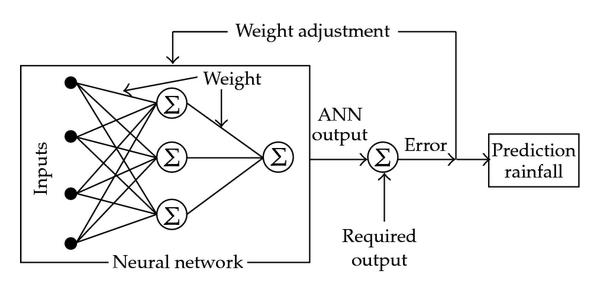 Weight adjustment
Weight
Inputs
Σ
Σ
Σ
Σ
Neural network
ANN
output
Σ
Error
Required
output
Prediction
rainfall